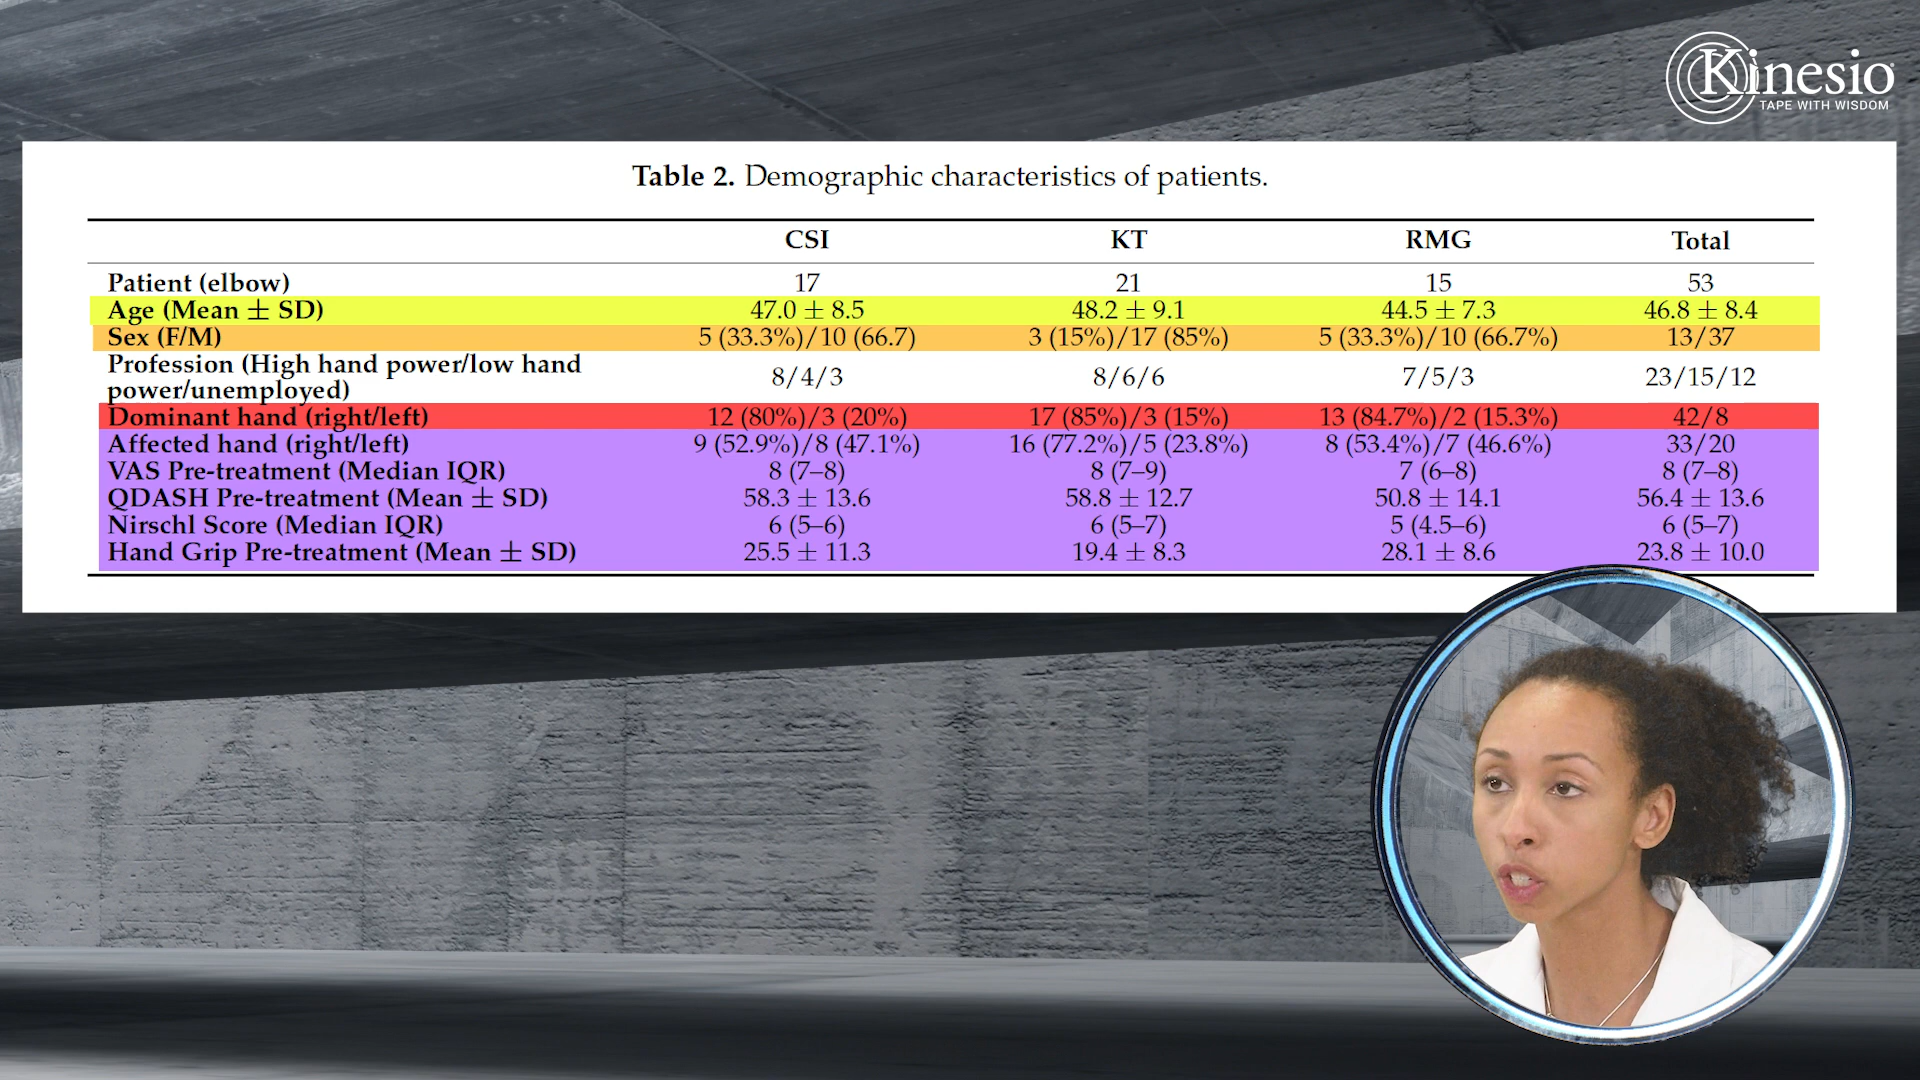 Kinesio
TAPE WITH WISDOM
Table 2. Demographic characteristics of patients.
CSI KT RMG Total
Patient (elbow) 17 21 15 53
Age (Mean ± SD) 47.0 ± 8.5 48.2 ± 9.1 44.5 ± 7.3 46.8 ± 8.4
Sex (F/M) 5 (33.3%)/10 (66.7) 3 (15%)/17 (85%) 5 (33.3%)/10 (66.7%) 13/37
Profession (High hand power/low hand
power/unemployed) 8/4/3 8/6/6 7/5/3 23/15/12
Dominant hand (right/left) 12 (80%)/3 (20%) 17 (85%)/3 (15%) 13 (84.7%)/2 (15.3%) 42/8
Affected hand (right/left) 9 (52.9%)/8 (47.1%) 16 (77.2%)/5 (23.8%) 8 (53.4%)/7 (46.6%) 33/20
VAS Pre-treatment (Median IQR) 8 (7–8) 8 (7–9) 7 (6–8) 8 (7–8)
QDASH Pre-treatment (Mean ± SD) 58.3 ± 13.6 58.8 ± 12.7 50.8 ± 14.1 56.4 ± 13.6
Nirschl Score (Median IQR) 6 (5–6) 6 (5–7) 5 (4.5–6) 6 (5–7)
Hand Grip Pre-treatment (Mean ± SD) 25.5 ± 11.3 19.4 ± 8.3 28.1 ± 8.6 23.8 ± 10.0